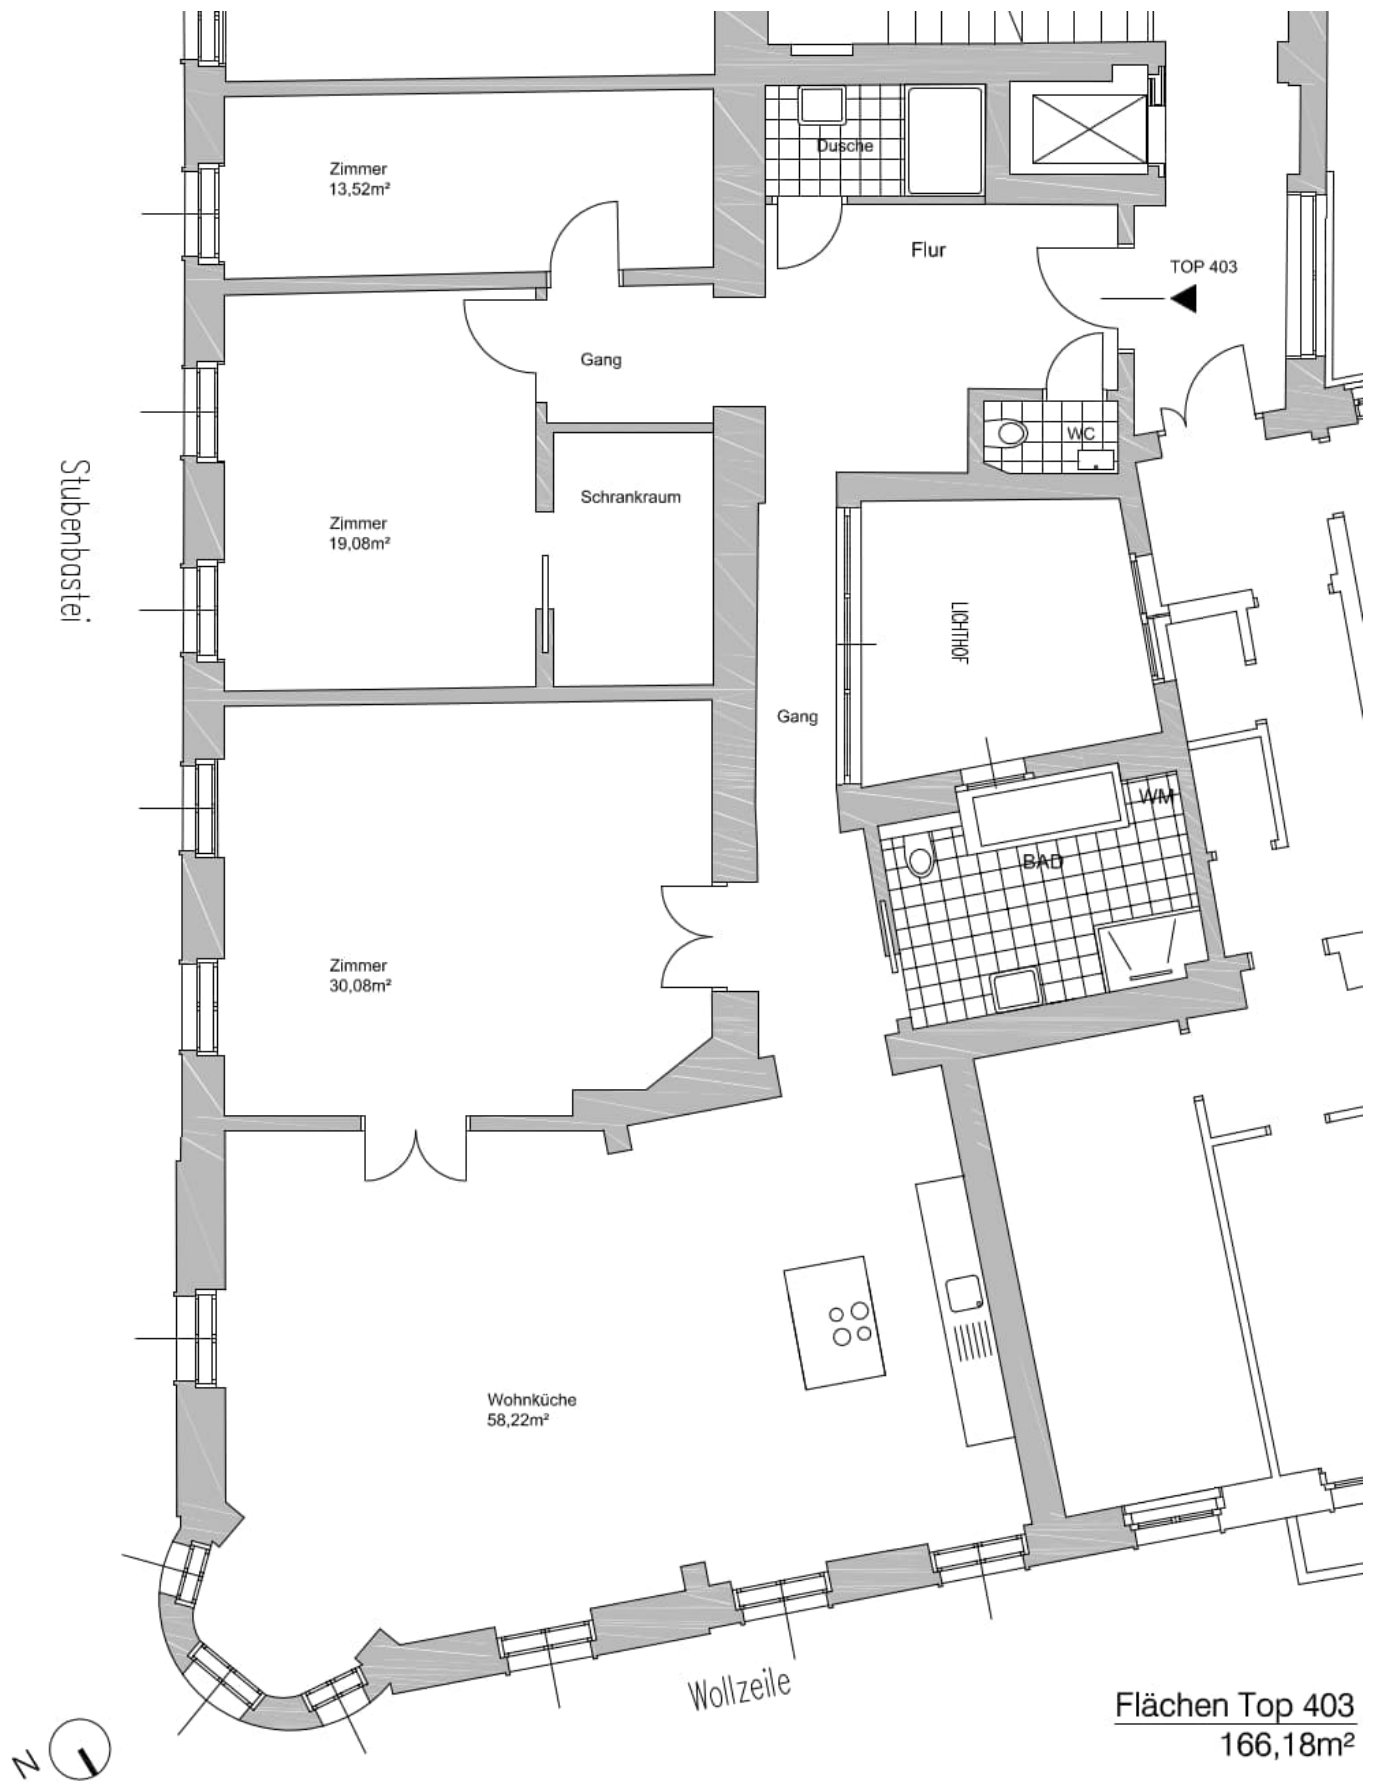 Zimmer
13,52m²
Dusche
Flur
TOP 403
Gang
WC
Stubenbastei
Schrankraum
Zimmer
19,08m²
LICHTHOF
Gang
WM
BAD
Zimmer
30,08m²
Wohnküche
58,22m²
Wollzeile
Flächen Top 403
166,18m²
N